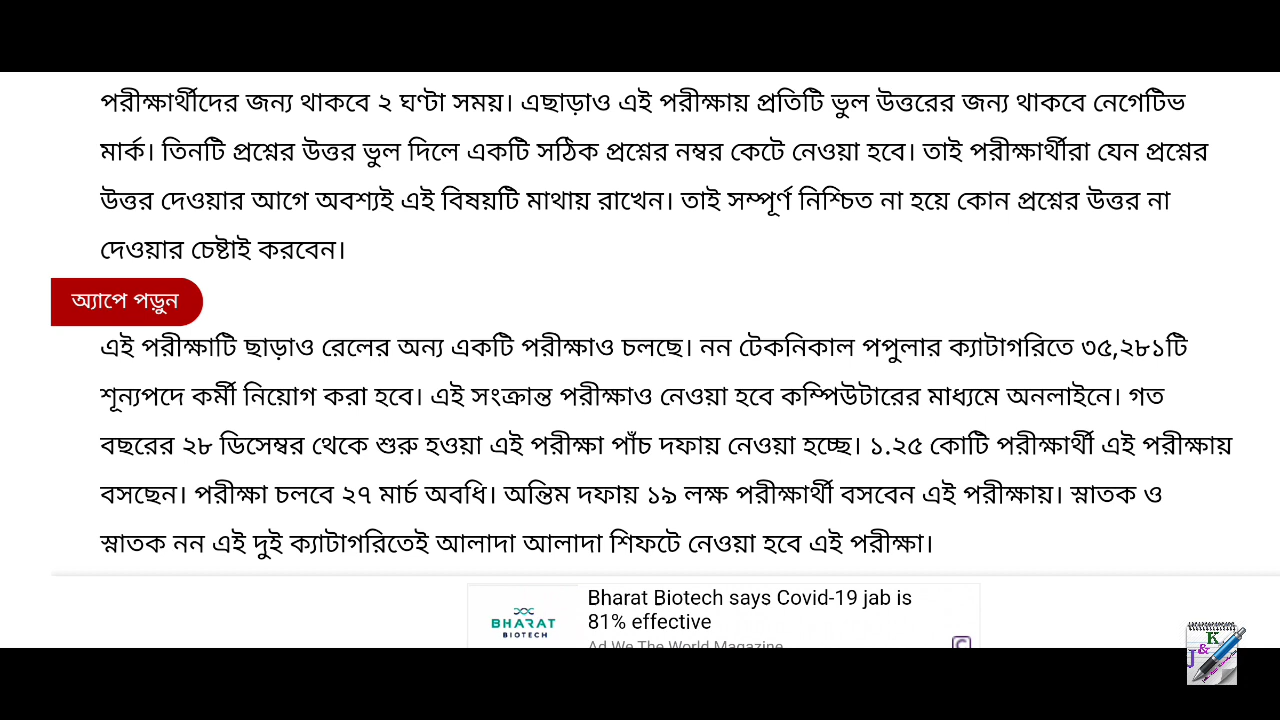 পরীক্ষার্থীদের জন্য থাকবে ২ ঘণ্টা সময়। এছাড়াও এই পরীক্ষায় প্রতিটি ভুল উত্তরের জন্য থাকবে নেগেটিভ
মার্ক। তিনটি প্রশ্নের উত্তর ভুল দিলে একটি সঠিক প্রশ্নের নম্বর কেটে নেওয়া হবে। তাই পরীক্ষার্থীরা যেন প্রশ্নের
উত্তর দেওয়ার আগে অবশ্যই এই বিষয়টি মাথায় রাখেন। তাই সম্পূর্ণ নিশ্চিত না হয়ে কোন প্রশ্নের উত্তর না
দেওয়ার চেষ্টাই করবেন।
অ্যাপে পড়ুন
এই পরীক্ষাটি ছাড়াও রেলের অন্য একটি পরীক্ষাও চলছে। নন টেকনিকাল পপুলার ক্যাটাগরিতে ৩৫,২৮১টি
শূন্যপদে কর্মী নিয়োগ করা হবে। এই সংক্রান্ত পরীক্ষাও নেওয়া হবে কম্পিউটারের মাধ্যমে অনলাইনে। গত
বছরের ২৮ ডিসেম্বর থেকে শুরু হওয়া এই পরীক্ষা পাঁচ দফায় নেওয়া হচ্ছে। ১.২৫ কোটি পরীক্ষার্থী এই পরীক্ষায়
বসছেন। পরীক্ষা চলবে ২৭ মার্চ অবধি। অন্তিম দফায় ১৯ লক্ষ পরীক্ষার্থী বসবেন এই পরীক্ষায়। স্নাতক ও
স্নাতক নন এই দুই ক্যাটাগরিতেই আলাদা আলাদা শিফটে নেওয়া হবে এই পরীক্ষা।
Bharat Biotech says Covid-19 jab is
81% effective
Ad We The World Magazine
BHARAT
BIOTECH
J&K